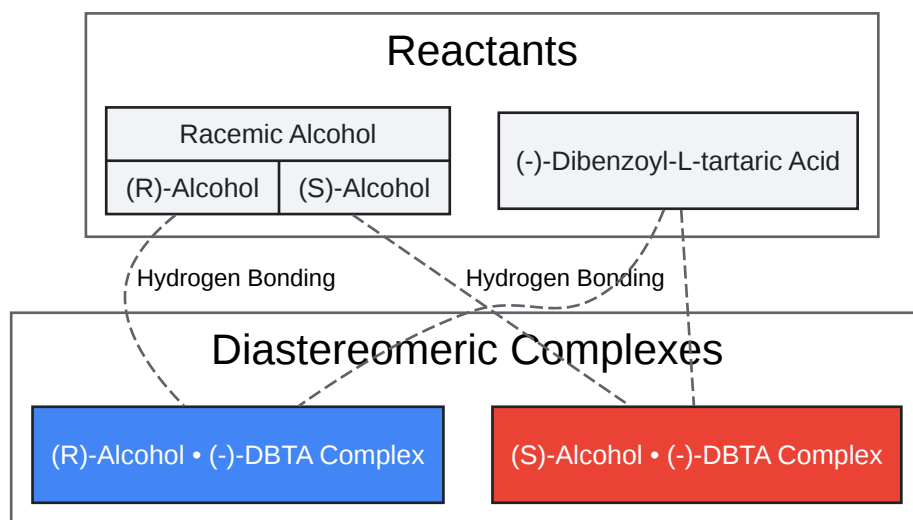 Reactants
Racemic Alcohol
(R)-Alcohol
(S)-Alcohol
(-)-Dibenzoyl-L-tartaric Acid
Hydrogen Bonding
Hydrogen Bonding
Diastereomeric Complexes
(R)-Alcohol • (-)-DBTA Complex
(S)-Alcohol • (-)-DBTA Complex